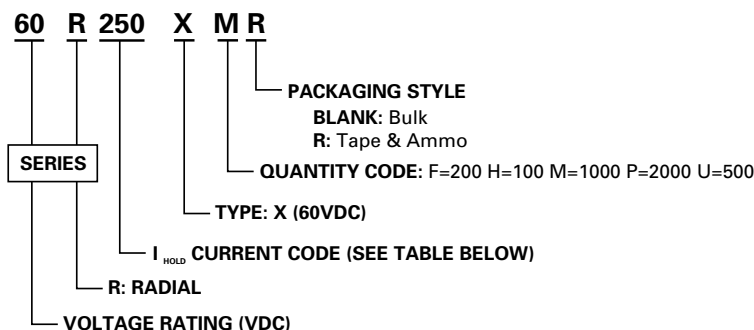 60 R 250 X M R
PACKAGING STYLE
BLANK: Bulk
R: Tape & Ammo
SERIES
QUANTITY CODE: F=200 H=100 M=1000 P=2000 U=500
TYPE: X (60VDC)
I HOLD CURRENT CODE (SEE TABLE BELOW)
R: RADIAL
VOLTAGE RATING (VDC)